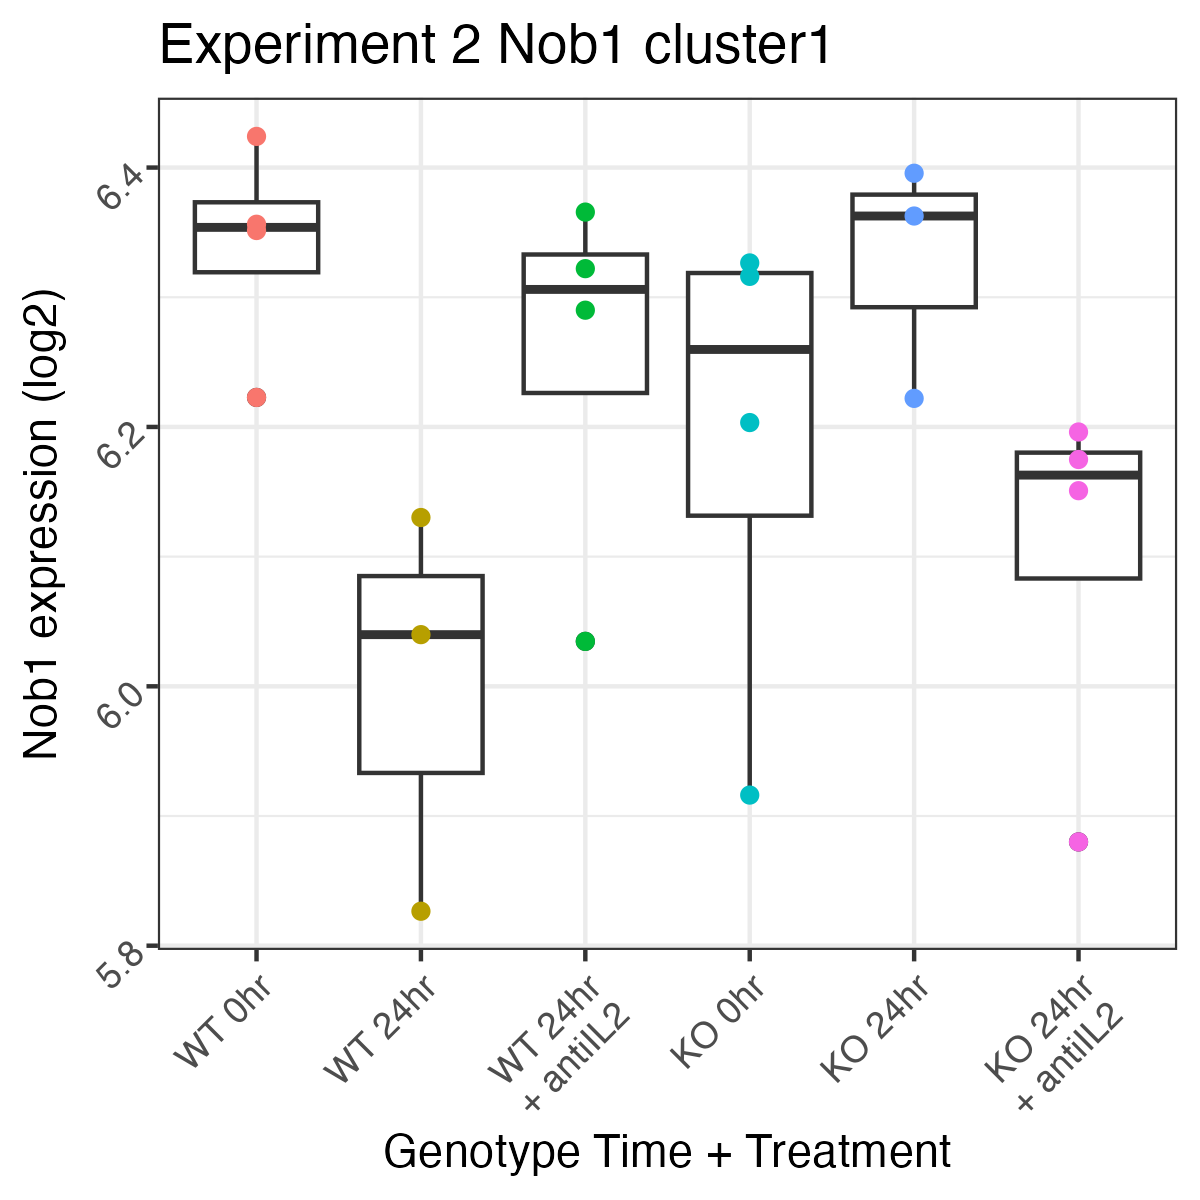 Experiment 2 Nob1 cluster1
Nob1 expression (log2)
6.4
6.2
6.0
5.8
WT 0hr
WT 24hr
WT 24hr
+ antiIL2
KO 0hr
KO 24hr
KO 24hr
+ antiIL2
Genotype Time + Treatment